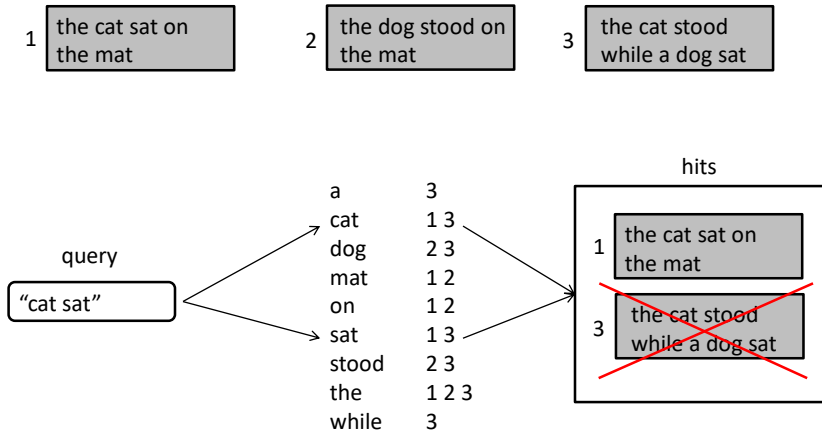 1 the cat sat on
the mat
2 the dog stood on
the mat
3 the cat stood
while a dog sat
query
"cat sat"
a 3
cat 1 3
dog 2 3
mat 1 2
on 1 2
sat 1 3
stood 2 3
the 1 2 3
while 3
hits
1 the cat sat on
the mat
3 the cat stood
while a dog sat